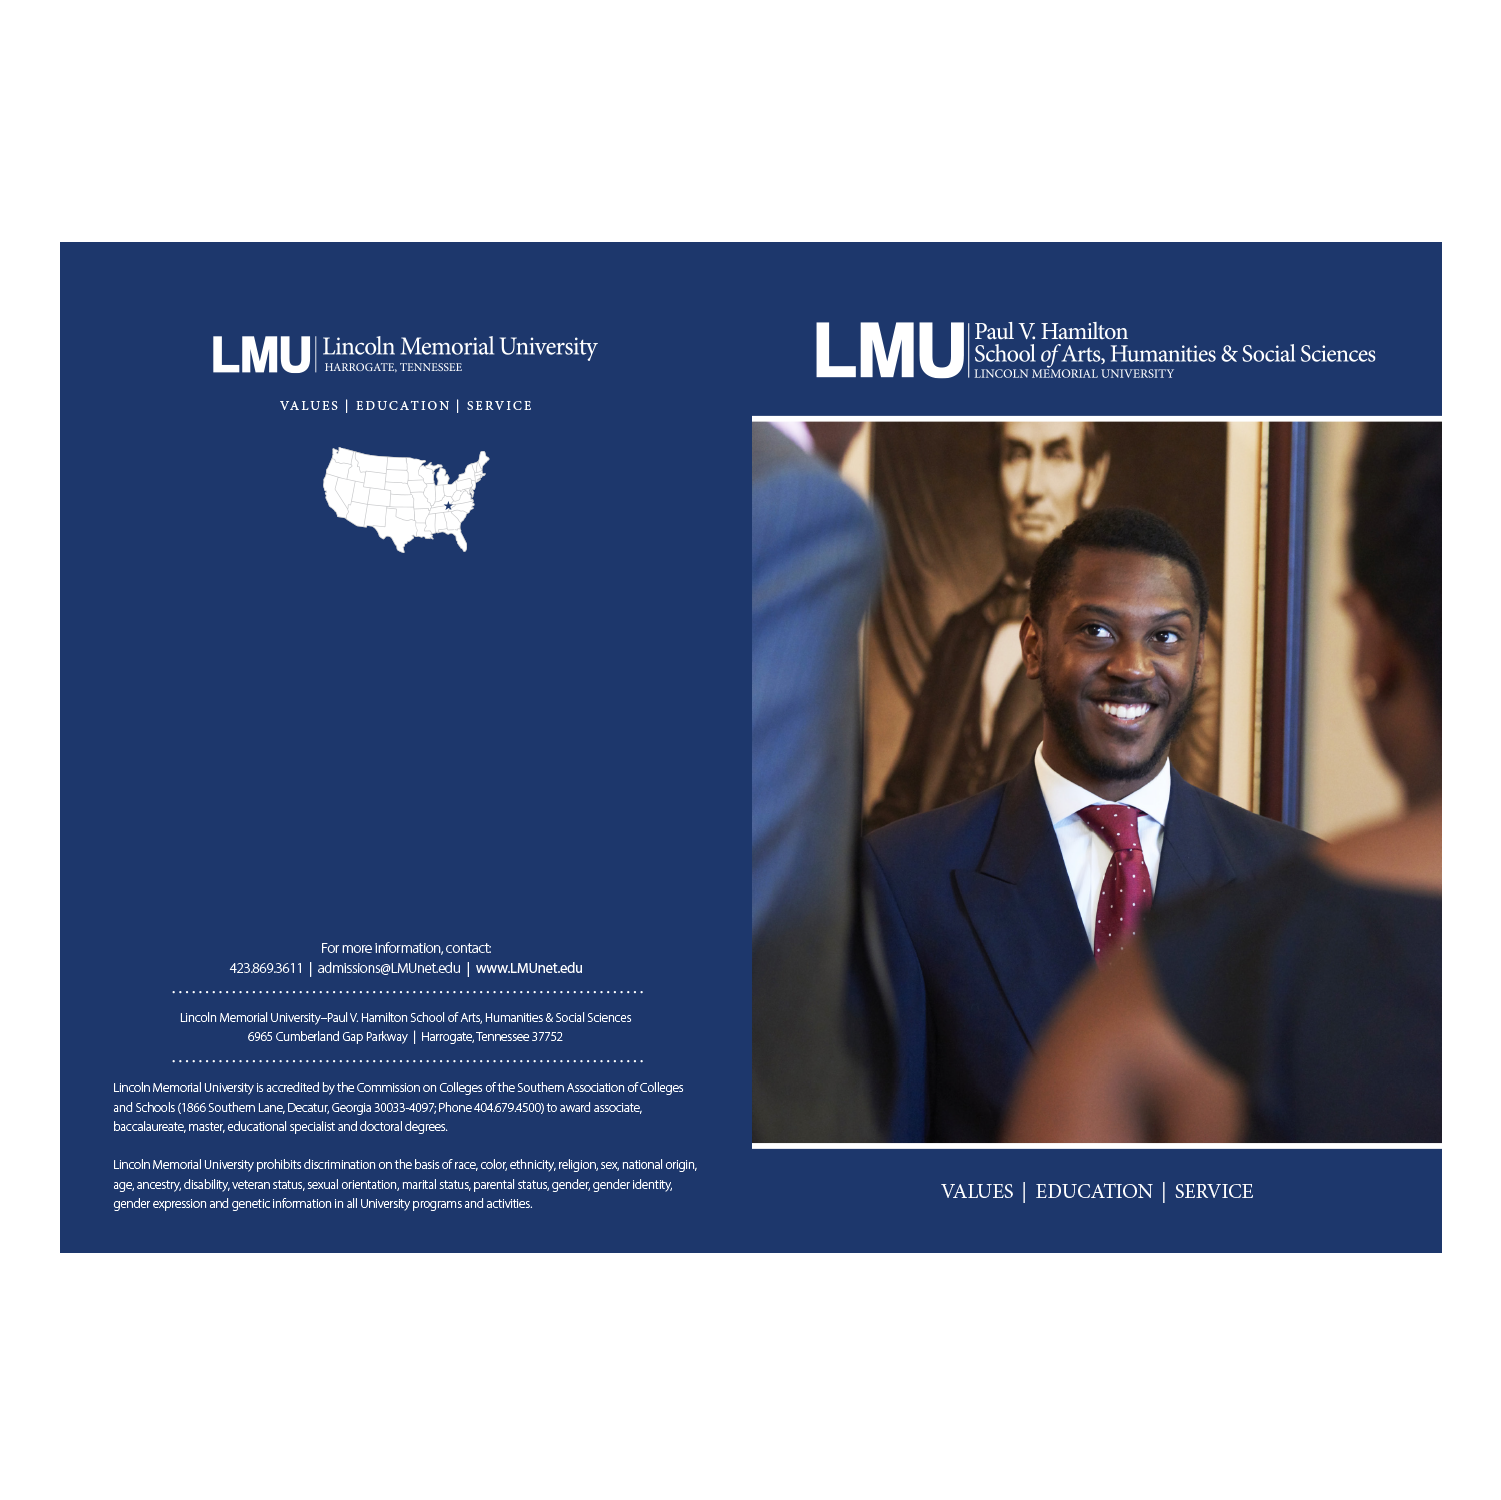 LMU
Lincoln Memorial University
HARROGATE, TENNESSEE
VALUES | EDUCATION | SERVICE
For more information, contact:
423.869.3611 | admissions@LMUnet.edu | www.LMUnet.edu
Lincoln Memorial University–Paul V. Hamilton School of Arts, Humanities & Social Sciences
6965 Cumberland Gap Parkway | Harrogate, Tennessee 37752
Lincoln Memorial University is accredited by the Commission on Colleges of the Southern Association of Colleges
and Schools (1866 Southern Lane, Decatur, Georgia 30033-4097; Phone 404.679.4500) to award associate,
baccalaureate, master, educational specialist and doctoral degrees.
Lincoln Memorial University prohibits discrimination on the basis of race, color, ethnicity, religion, sex, national origin,
age, ancestry, disability, veteran status, sexual orientation, marital status, parental status, gender, gender identity,
gender expression and genetic information in all University programs and activities.
LMU
Paul V. Hamilton
School of Arts, Humanities & Social Sciences
LINCOLN MEMORIAL UNIVERSITY
VALUES | EDUCATION | SERVICE